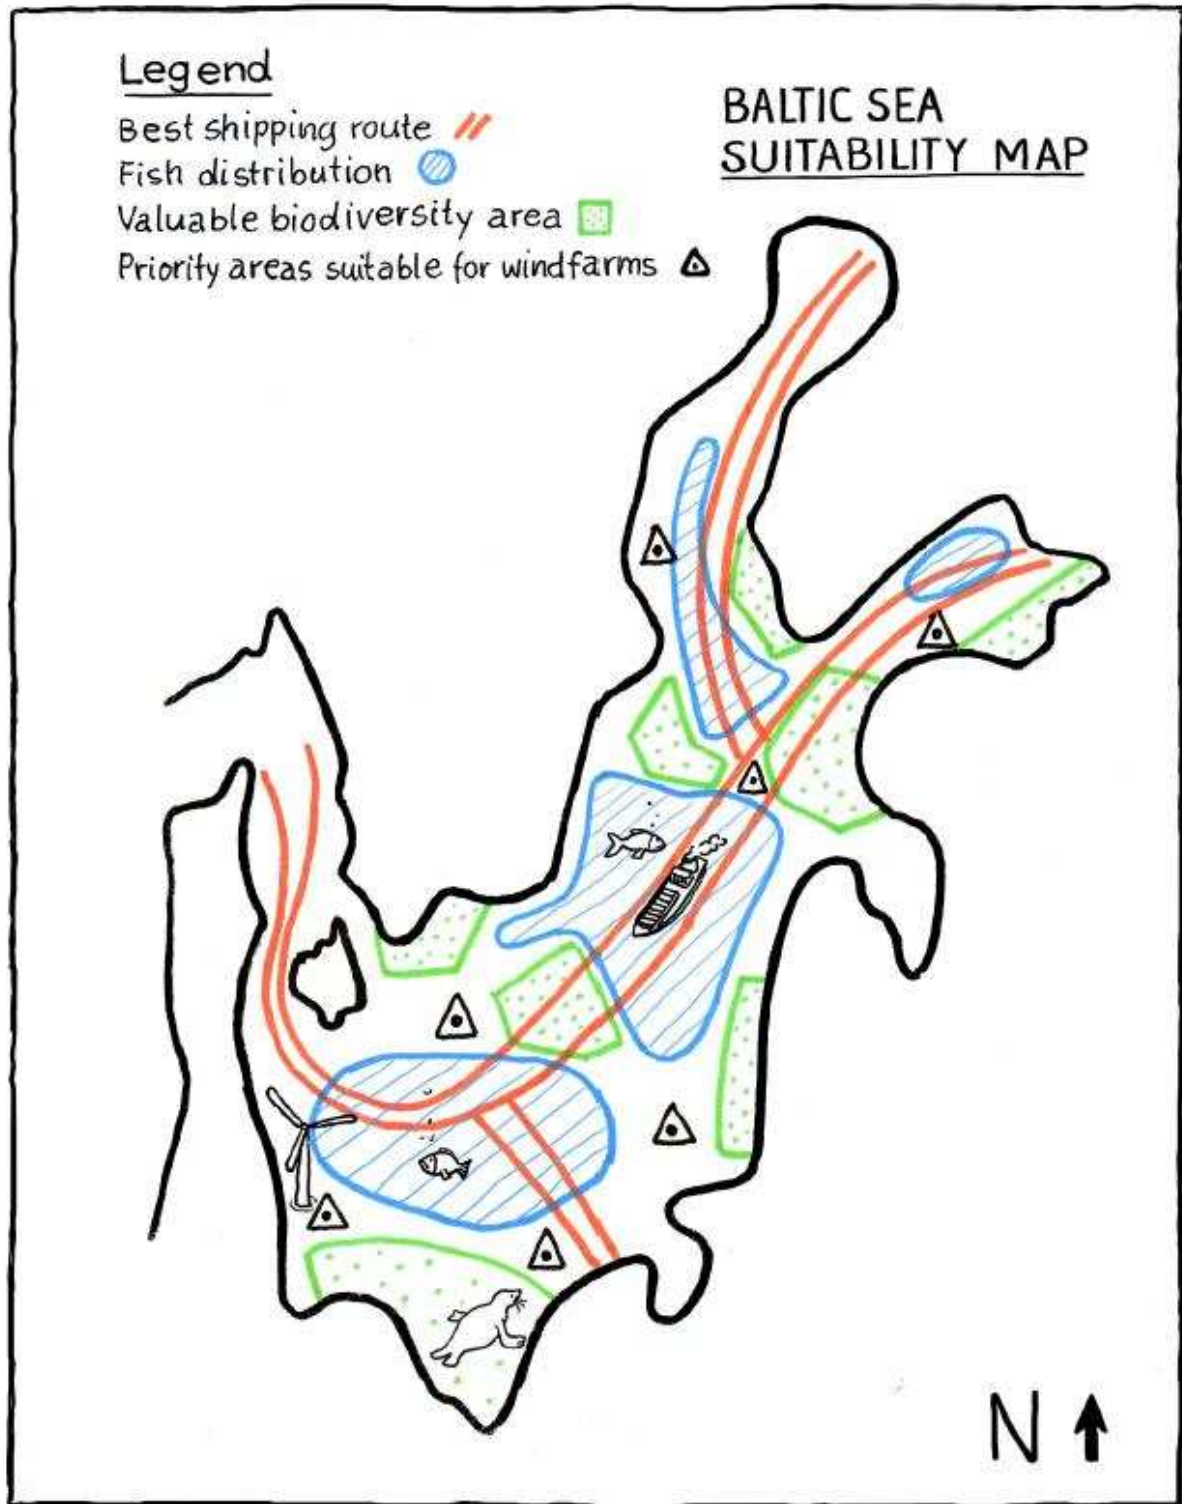 Legend
Best shipping route
Fish distribution
Valuable biodiversity area
Priority areas suitable for windfarms
BALTIC SEA
SUITABILITY MAP
N